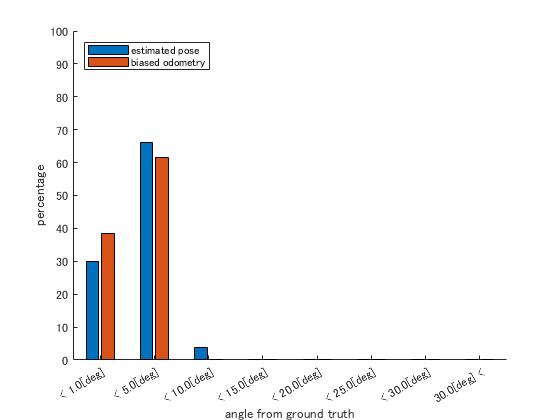 100
90
80
70
60
50
40
30
20
10
0
percentage
estimated pose
biased odometry
< 1.0[deg]
< 5.0[deg]
< 10.0[deg]
< 15.0[deg]
< 20.0[deg]
< 25.0[deg]
< 30.0[deg]
30.0[deg] <
angle from ground truth